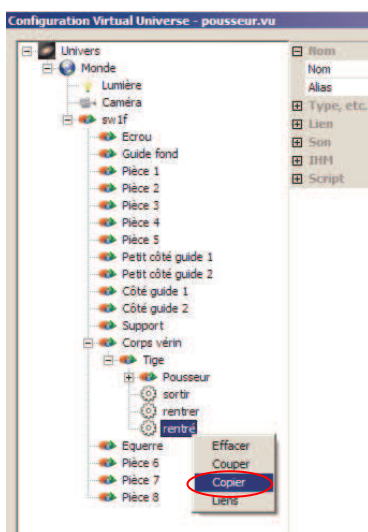 Configuration Virtual Universe - pousseur.vu
Univers
Monde
Lumière
Caméra
sw1f
Ecrou
Guide fond
Pièce 1
Pièce 2
Pièce 3
Pièce 4
Pièce 5
Petit côté guide 1
Petit côté guide 2
Côté guide 1
Côté guide 2
Support
Corps vérin
Tige
Pousseur
sortir
rentrer
rentré
Equerre
Pièce 6
Pièce 7
Pièce 8
Effacer
Couper
Copier
Liens
Nom
Nom
Alias
Type, etc.
Lien
Son
IHM
Script